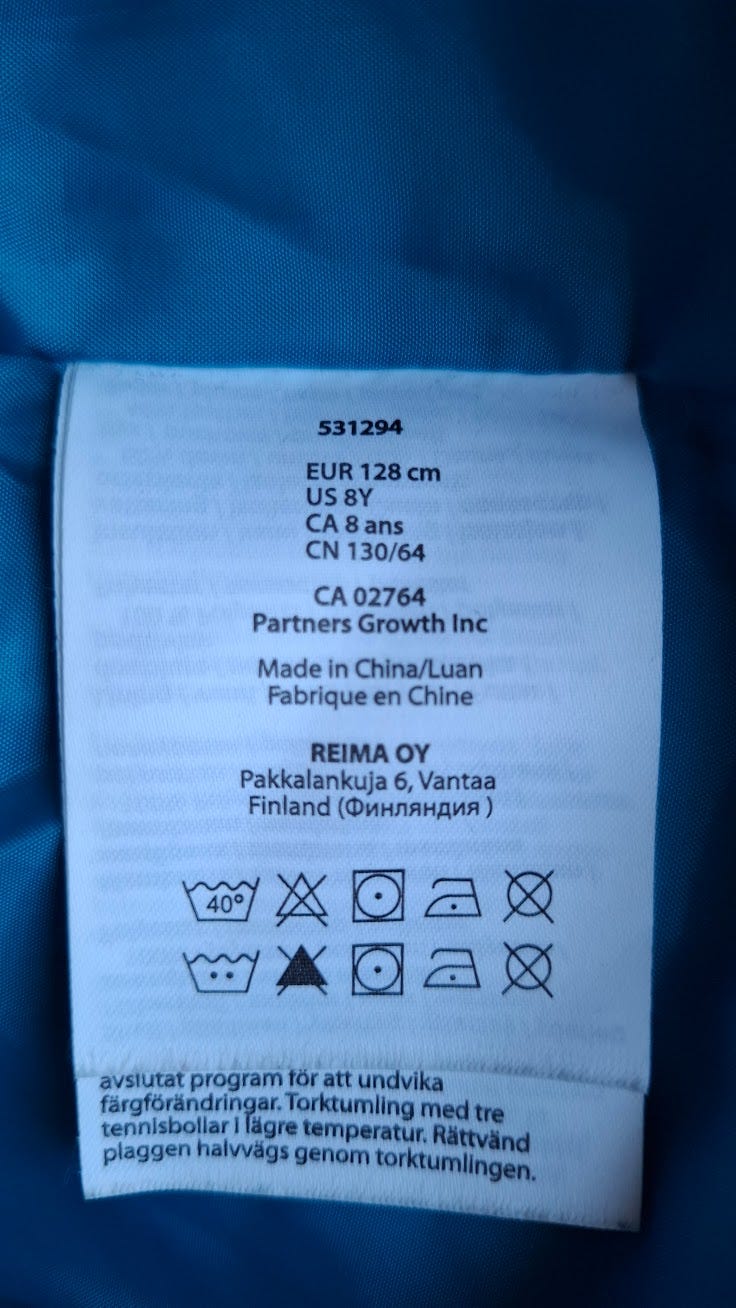 531294
EUR 128 cm
US 8Y
CA 8 ans
CN 130/64
CA 02764
Partners Growth Inc
Made in China/Luan
Fabrique en Chine
REIMA OY
Pakkalankuja 6, Vantaa
Finland (Финляндия )
40°
avslutat program för att undvika
färgförändringar. Torktumling med tre
tennisbollar i lägre temperatur. Rättvänd
plaggen halvvägs genom torktumlingen.